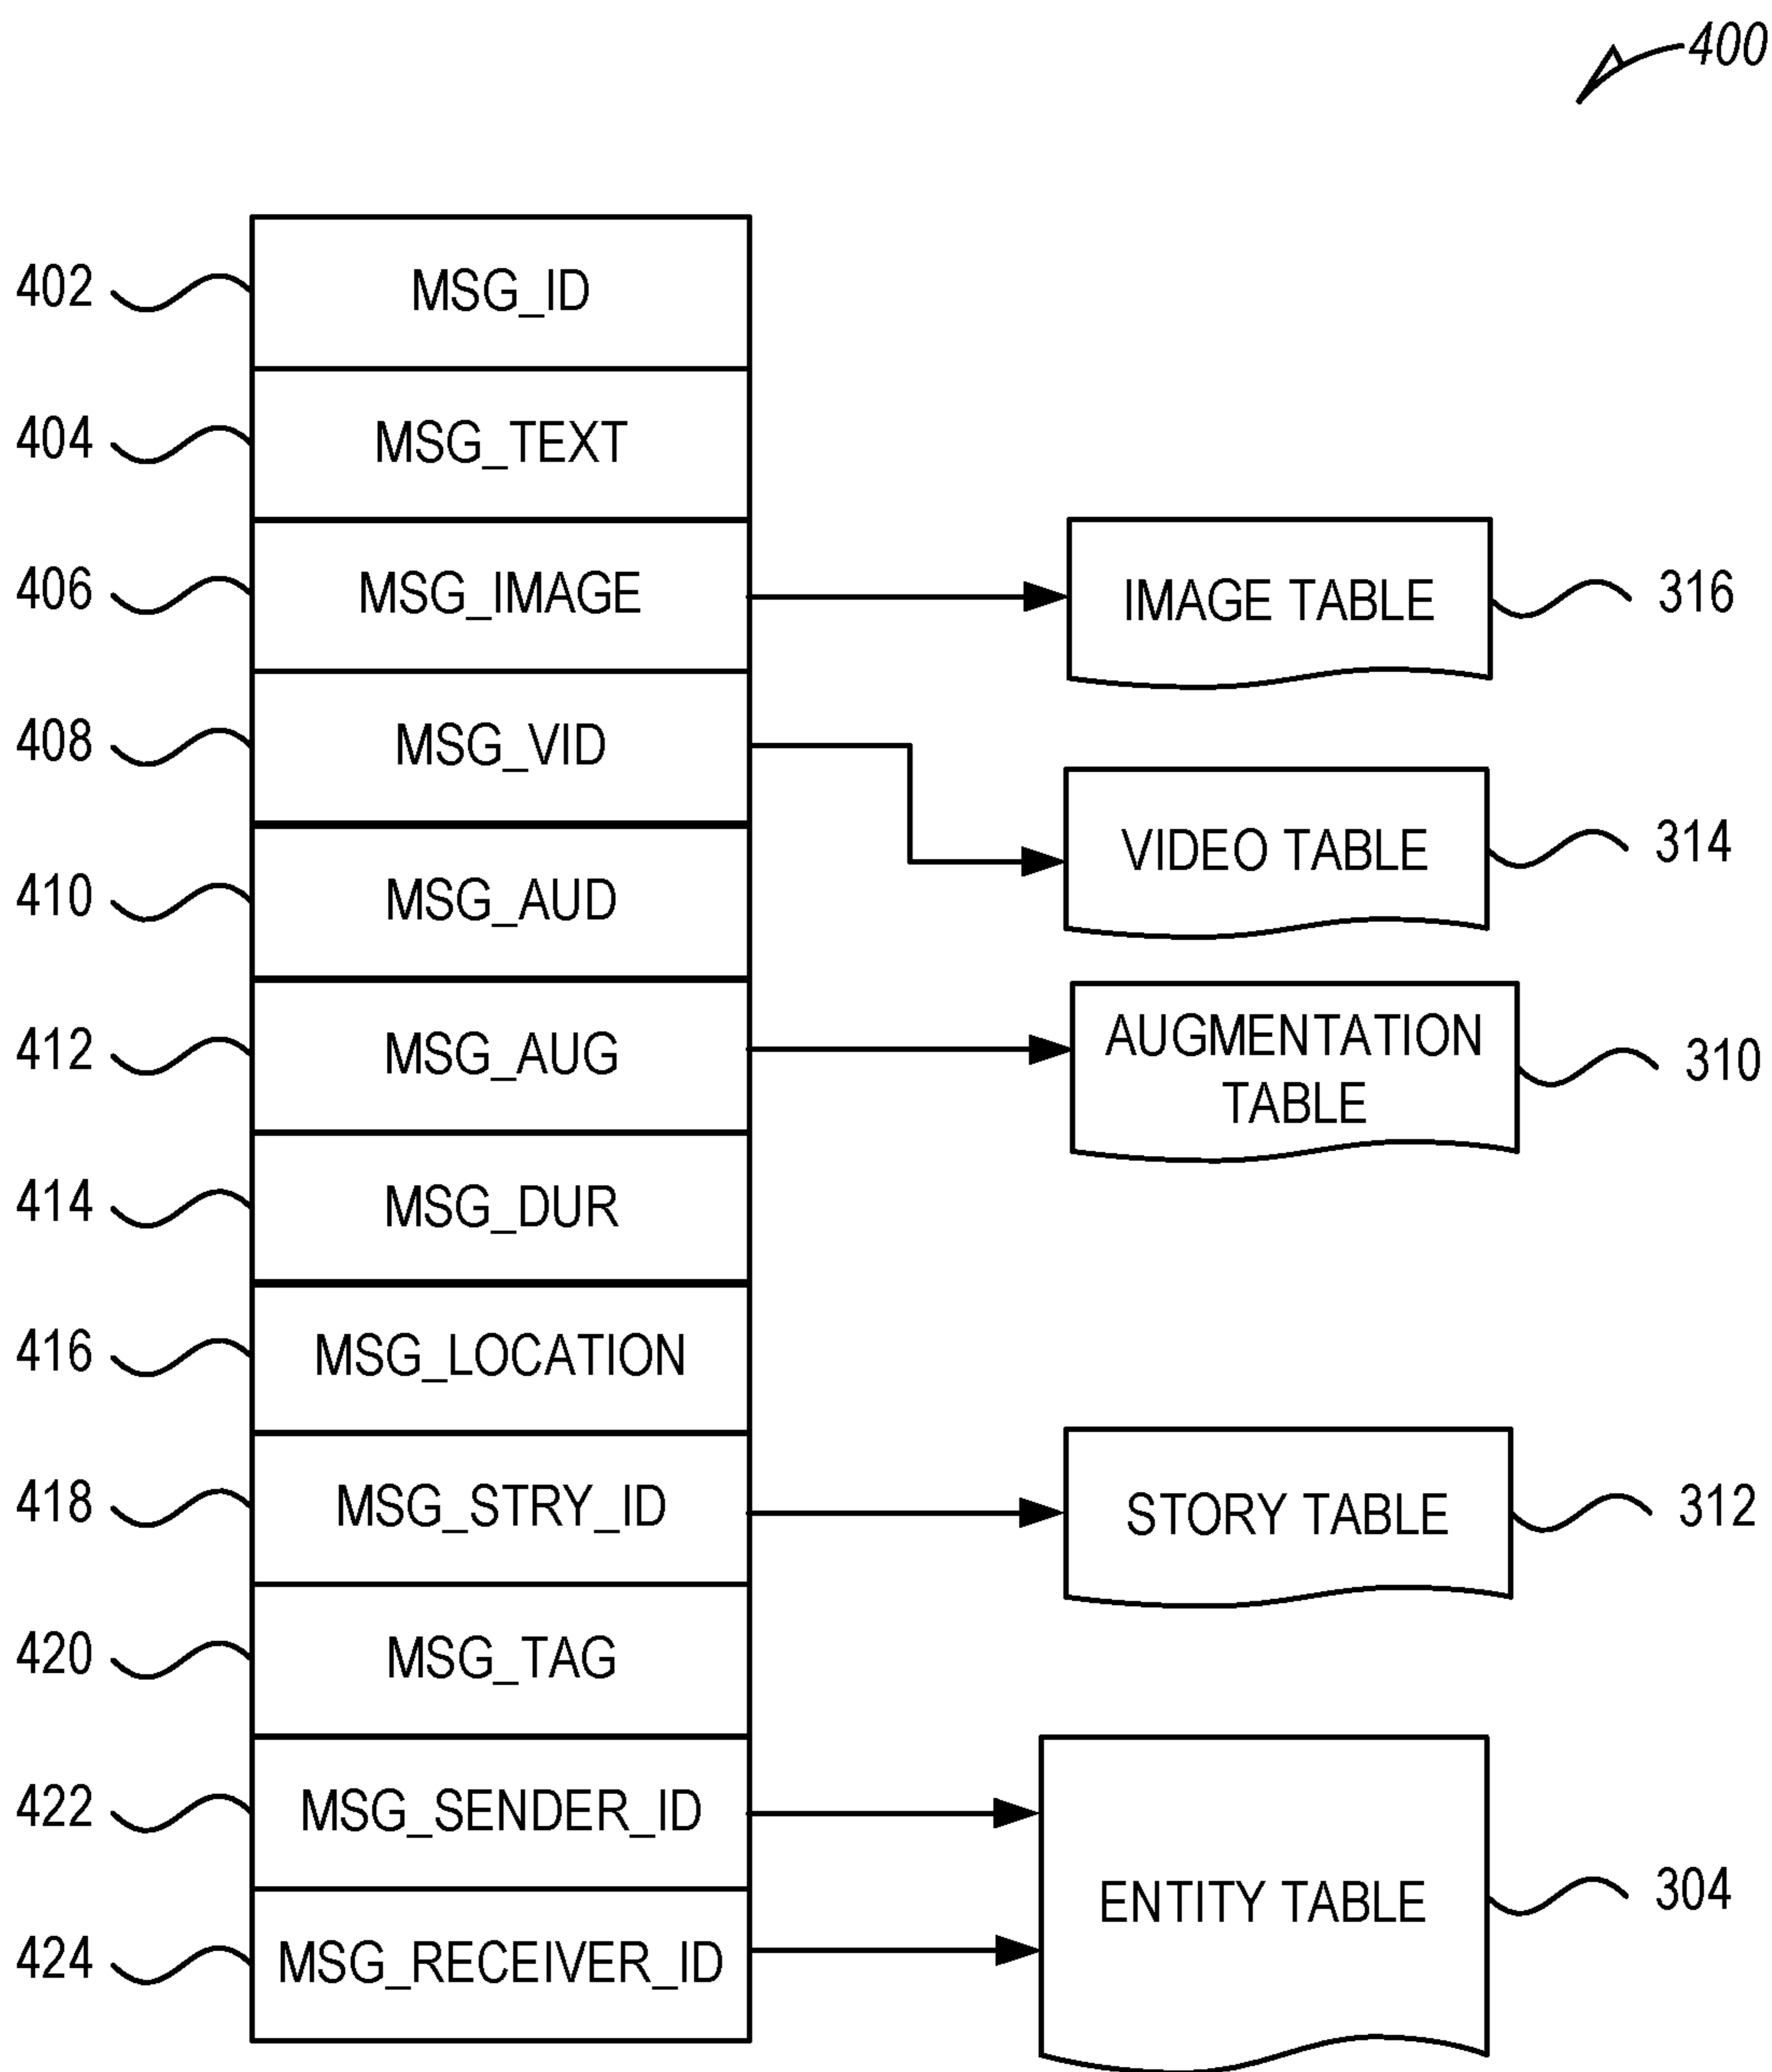 400
402 MSG_ID
404 MSG_TEXT
406 MSG_IMAGE IMAGE TABLE 316
408 MSG_VID
VIDEO TABLE 314
410 MSG_AUD
412 MSG_AUG AUGMENTATION
TABLE 310
414 MSG_DUR
416 MSG_LOCATION
418 MSG_STRY_ID STORY TABLE 312
420 MSG_TAG
422 MSG_SENDER_ID
ENTITY TABLE 304
424 MSG_RECEIVER_ID